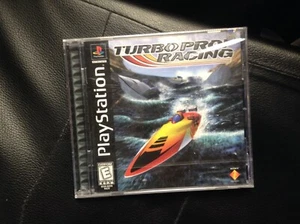 TURBO PROP
RACING
PlayStation
E